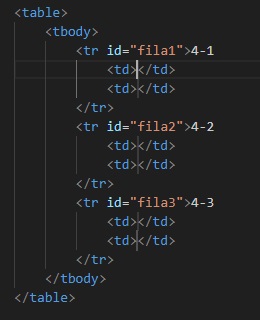 <table>
<tbody>
<tr id="fila1">4-1
<td></td>
<td></td>
</tr>
<tr id="fila2">4-2
<td></td>
<td></td>
</tr>
<tr id="fila3">4-3
<td></td>
<td></td>
</tr>
</tbody>
</table>